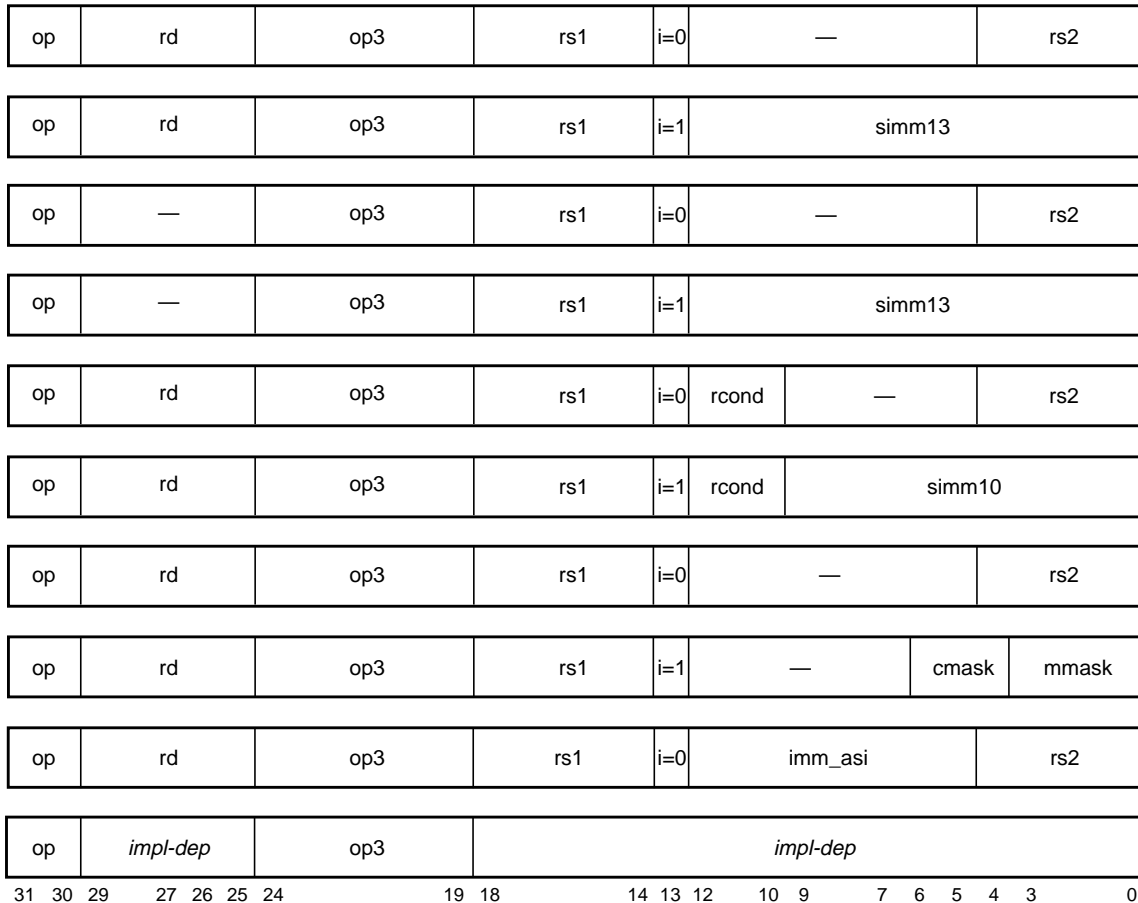 op rd op3 rs1 i=0 — rs2
op rd op3 rs1 i=1 simm13
op — op3 rs1 i=0 — rs2
op — op3 rs1 i=1 simm13
op rd op3 rs1 i=0 rcond — rs2
op rd op3 rs1 i=1 rcond simm10
op rd op3 rs1 i=0 — rs2
op rd op3 rs1 i=1 — cmask mmask
op rd op3 rs1 i=0 imm_asi rs2
op impl-dep op3 impl-dep
31 30 29 27 26 25 24 19 18 14 13 12 10 9 7 6 5 4 3 0